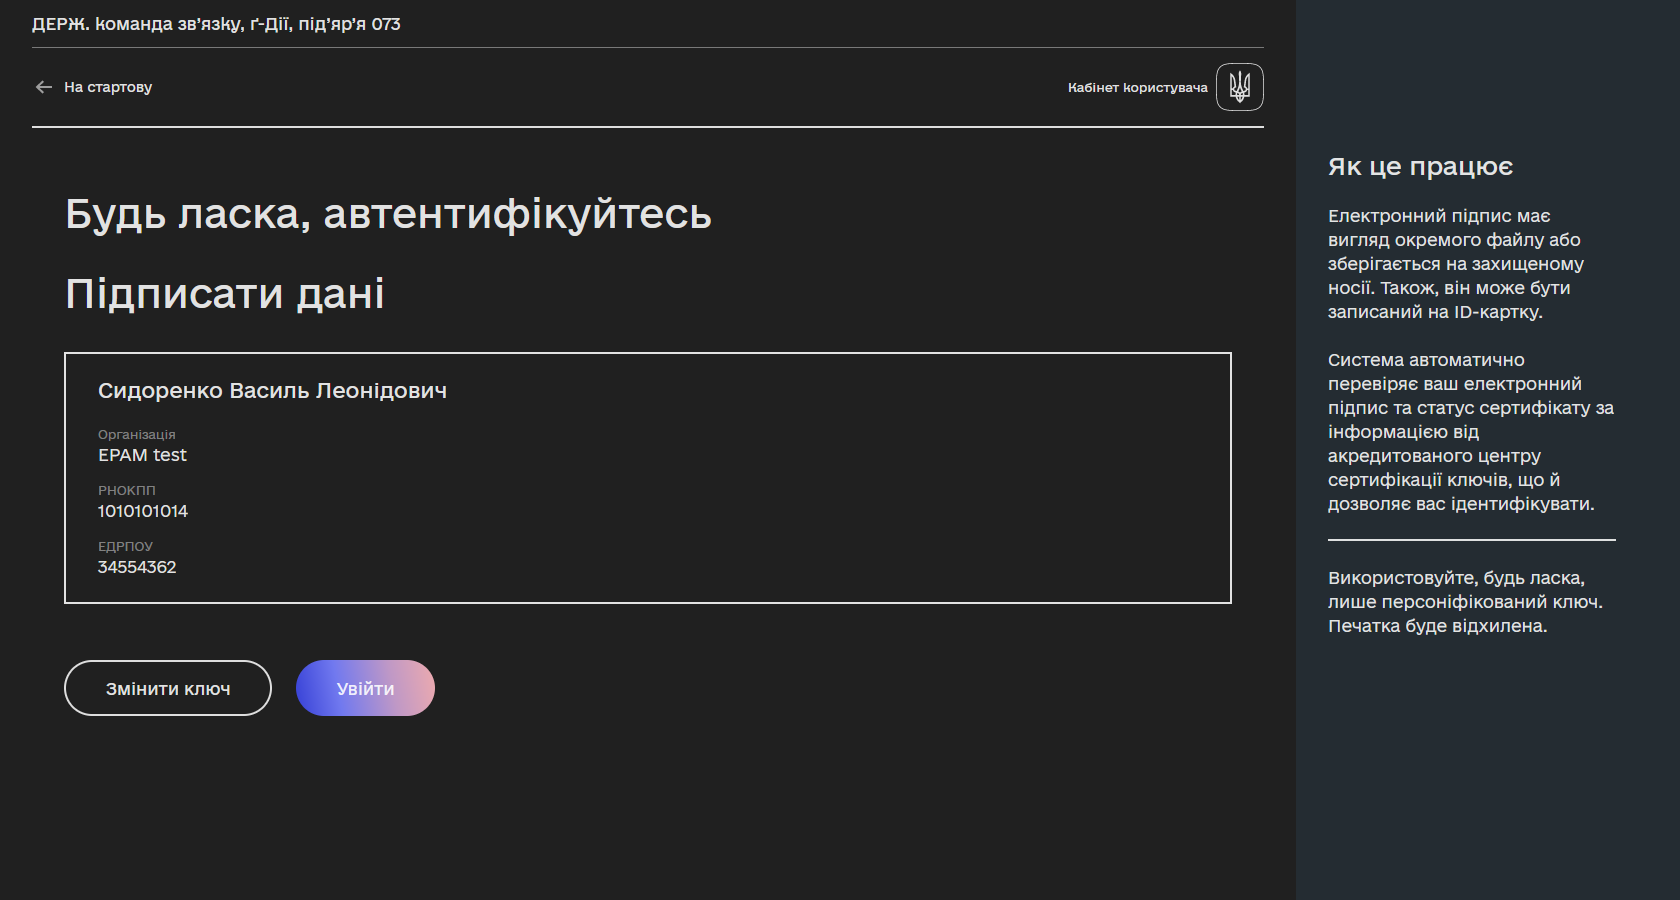 ДЕРЖ. команда зв’язку, ґ-Дії, під’яр’я 073
На стартову
Кабінет користувача
Будь ласка, автентифікуйтесь
Підписати дані
Сидоренко Василь Леонідович
Організація
EPAM test
РНОКПП
1010101014
ЕДРПОУ
34554362
Змінити ключ
Увійти
Як це працює
Електронний підпис має
вигляд окремого файлу або
зберігається на захищеному
носії. Також, він може бути
записаний на ID-картку.
Система автоматично
перевіряє ваш електронний
підпис та статус сертифікату за
інформацією від
акредитованого центру
сертифікації ключів, що й
дозволяє вас ідентифікувати.
Використовуйте, будь ласка,
лише персоніфікований ключ.
Печатка буде відхилена.